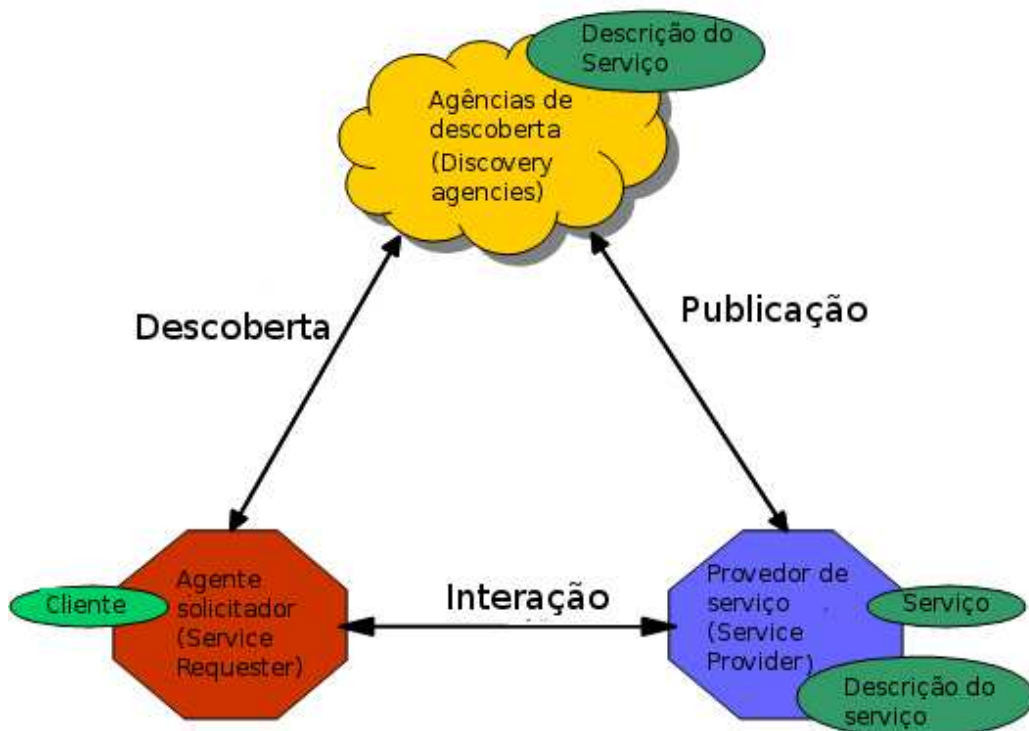 Descrição do
Serviço
Agências de
descoberta
(Discovery
agencies)
Descoberta
Publicação
Cliente
Agente
solicitador
(Service
Requester)
Interação
Provedor de
serviço
(Service
Provider)
Serviço
Descrição do
serviço